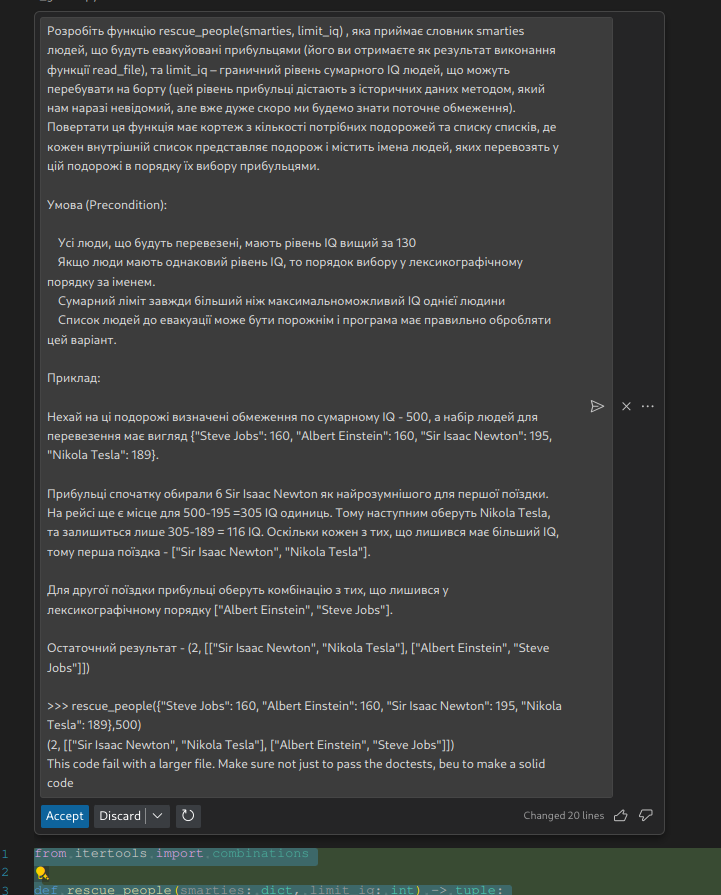 Розробіть функцію rescue_people(smarties, limit_iq) , яка приймає словник smarties
людей, що будуть евакуйовані прибульцями (його ви отримаєте як результат виконання
функції read_file), та limit_iq – граничний рівень сумарного IQ людей, що можуть
перебувати на борту (цей рівень прибульці дістають з історичних даних методом, який
нам наразі невідомий, але вже дуже скоро ми будемо знати поточне обмеження).
Повертати ця функція має кортеж з кількості потрібних подорожей та списку списків, де
кожен внутрішній список представляє подорож і містить імена людей, яких перевозять у
цій подорожі в порядку їх вибору прибульцями.
Умова (Precondition):
Усі люди, що будуть перевезені, мають рівень IQ вищий за 130
Якщо люди мають однаковий рівень IQ, то порядок вибору у лексикографічному
порядку за іменем.
Сумарний ліміт завжди більший ніж максимальноможливий IQ однієї людини
Список людей до евакуації може бути порожнім і програма має правильно обробляти
цей варіант.
Приклад:
Нехай на ці подорожі визначені обмеження по сумарному IQ - 500, а набір людей для
перевезення має вигляд {"Steve Jobs": 160, "Albert Einstein": 160, "Sir Isaac Newton": 195,
"Nikola Tesla": 189}.
Прибульці спочатку обирали б Sir Isaac Newton як найрозумнішого для першої поїздки.
На рейсі ще є місце для 500-195 =305 IQ одиниць. Тому наступним оберуть Nikola Tesla,
та залишиться лише 305-189 = 116 IQ. Оскільки кожен з тих, що лишився має більший IQ,
тому перша поїздка - ["Sir Isaac Newton", "Nikola Tesla"].
Для другої поїздки прибульці оберуть комбінацію з тих, що лишився у
лексикографічному порядку ["Albert Einstein", "Steve Jobs"].
Остаточний результат - (2, [["Sir Isaac Newton", "Nikola Tesla"], ["Albert Einstein", "Steve
Jobs"]])
>>> rescue_people({"Steve Jobs": 160, "Albert Einstein": 160, "Sir Isaac Newton": 195, "Nikola
Tesla": 189},500)
(2, [["Sir Isaac Newton", "Nikola Tesla"], ["Albert Einstein", "Steve Jobs"]])
This code fail with a larger file. Make sure not just to pass the doctests, beu to make a solid
code
Accept Discard Changed 20 lines
1 from itertools import combinations
2
3 def rescue_people(smarties: dict, limit_iq: int) -> tuple: